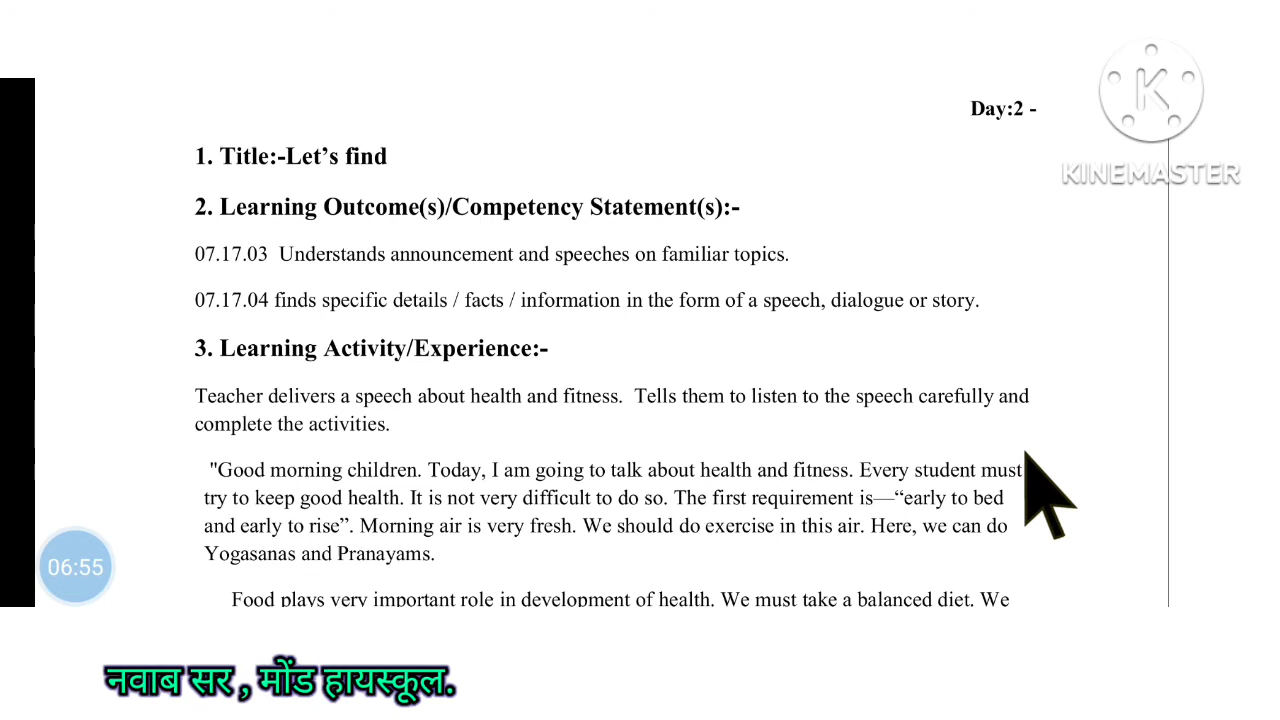 Day:2 -
K
KINEMASTER
1. Title:-Let’s find
2. Learning Outcome(s)/Competency Statement(s):-
07.17.03  Understands announcement and speeches on familiar topics.
07.17.04 finds specific details / facts / information in the form of a speech, dialogue or story.
3. Learning Activity/Experience:-
Teacher delivers a speech about health and fitness.  Tells them to listen to the speech carefully and
complete the activities.
"Good morning children. Today, I am going to talk about health and fitness. Every student must
try to keep good health. It is not very difficult to do so. The first requirement is—“early to bed
and early to rise”. Morning air is very fresh. We should do exercise in this air. Here, we can do
Yogasanas and Pranayams.
06:55
Food plays very important role in development of health. We must take a balanced diet. We
नवाब सर , मोंड हायस्कूल.